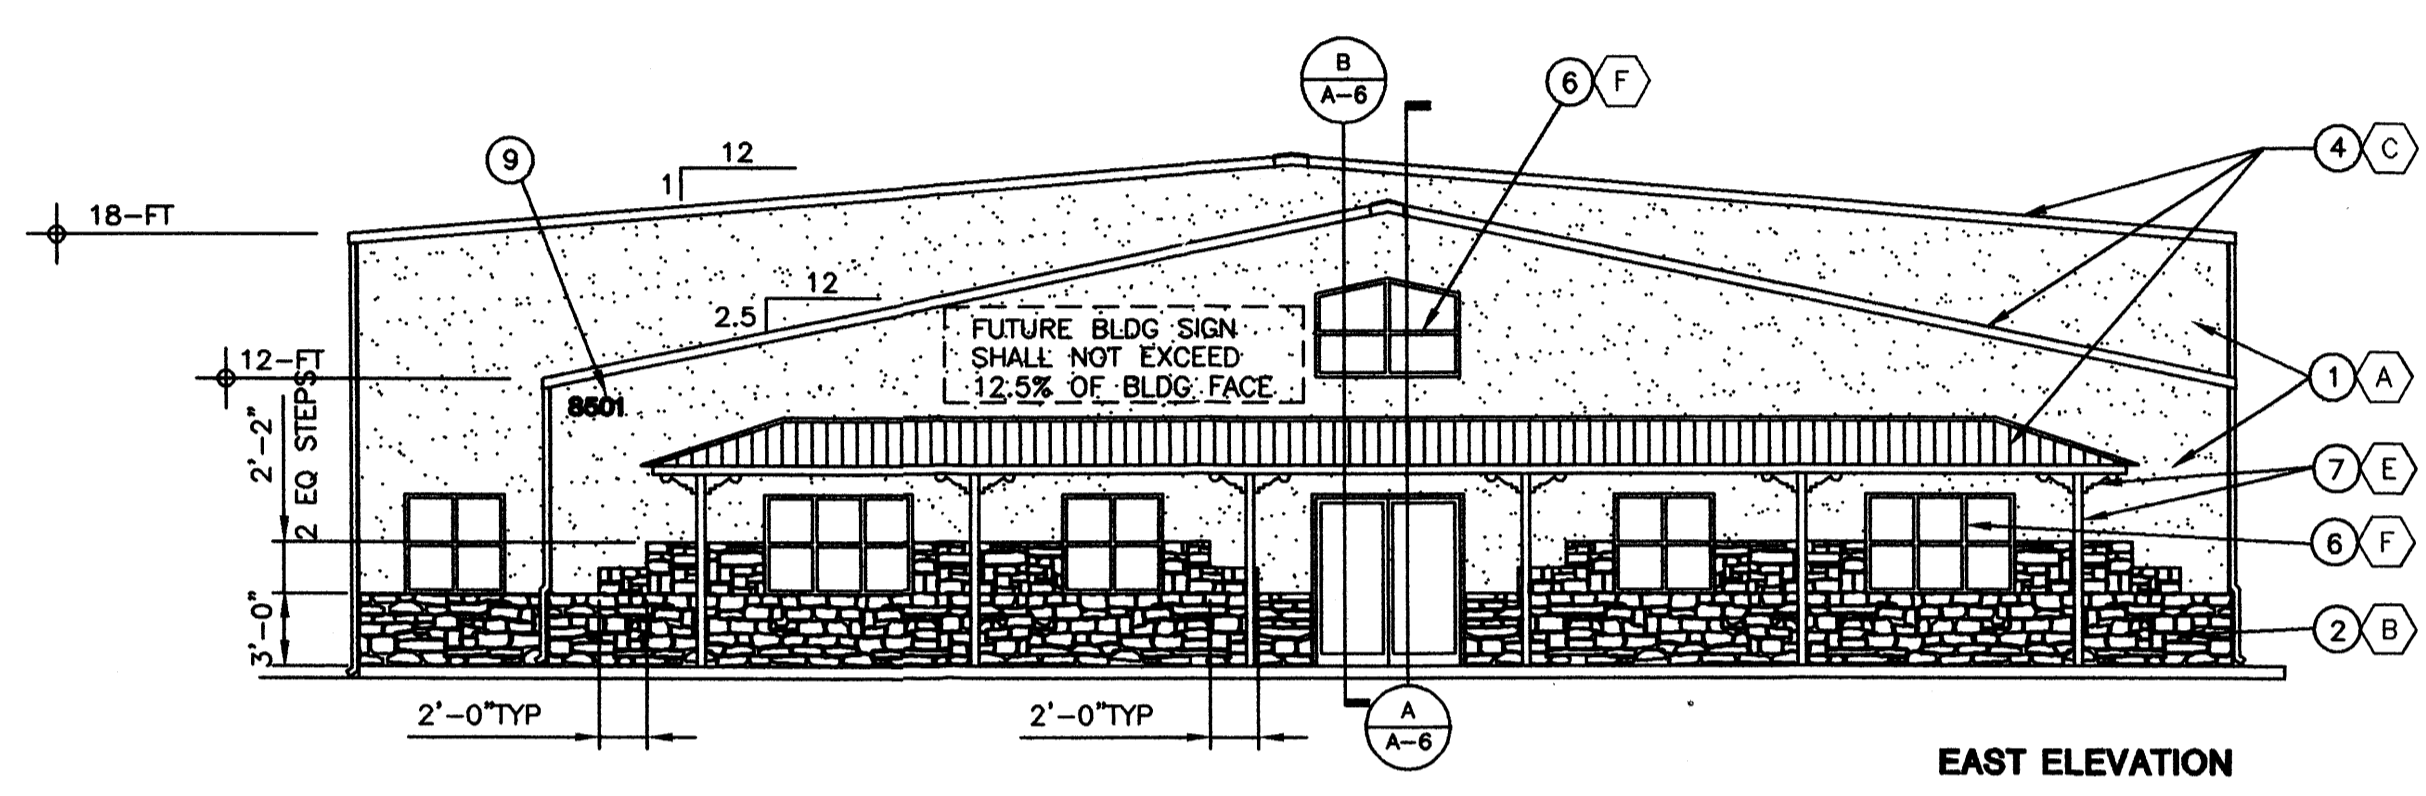 B
A-6
6 F
9
12
1
4 C
18-FT
12
2.5
FUTURE BLDG SIGN
SHALL NOT EXCEED
12.5% OF BLDG FACE
12-FT
8501
1 A
2'-2"
2 EQ STEPS
7 E
6 F
3'-0"
2 B
2'-0"TYP
2'-0"TYP
A
A-6
EAST ELEVATION